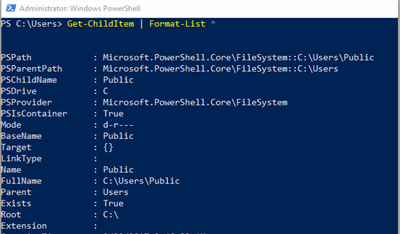 Administrator: Windows PowerShell
PS C:\Users> Get-ChildItem | Format-List *
PSPath : Microsoft.PowerShell.Core\FileSystem::C:\Users\Public
PSParentPath : Microsoft.PowerShell.Core\FileSystem::C:\Users
PSChildName : Public
PSDrive : C
PSProvider : Microsoft.PowerShell.Core\FileSystem
PSIsContainer : True
Mode : d-r---
BaseName : Public
Target : {}
LinkType :
Name : Public
FullName : C:\Users\Public
Parent : Users
Exists : True
Root : C:\
Extension :